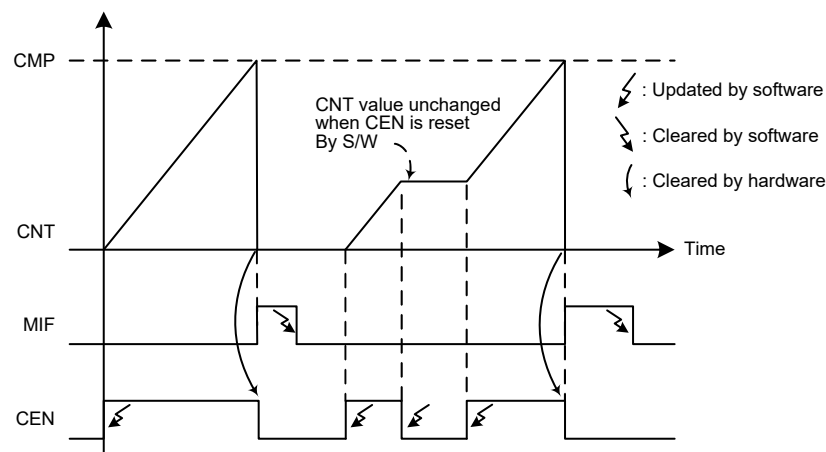 CMP
CNT value unchanged
when CEN is reset
By S/W
: Updated by software
: Cleared by software
: Cleared by hardware
CNT
Time
MIF
CEN